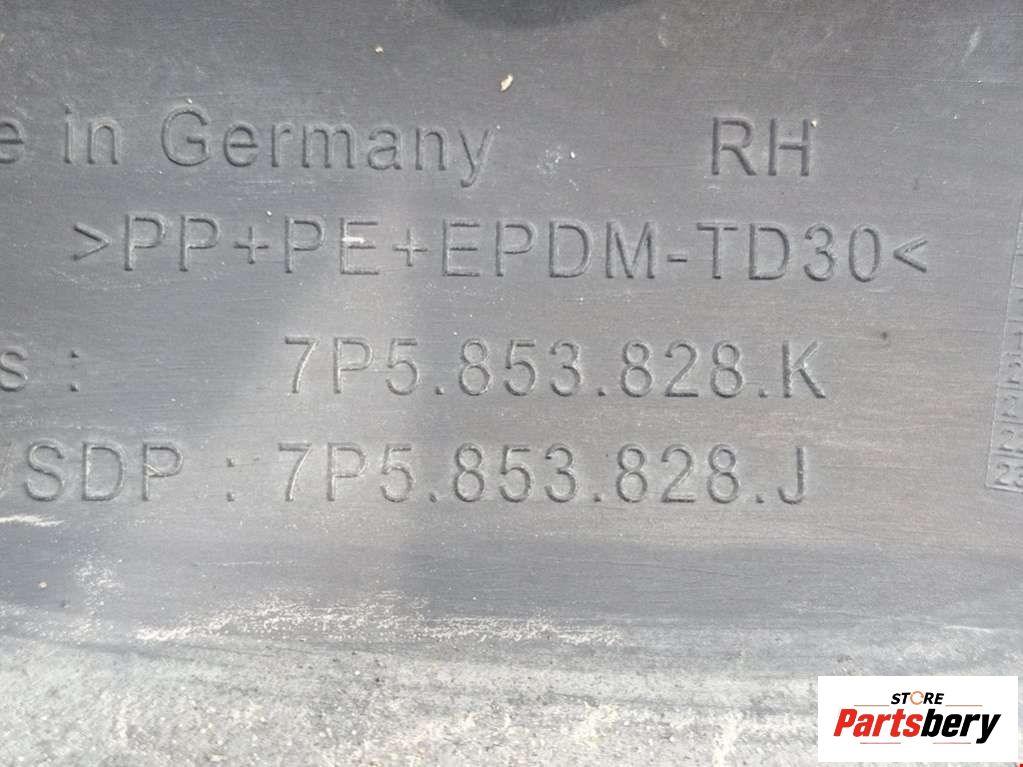 e in Germany RH
>PP+PE+EPDM-TD30<
s : 7P5.853.828.K
SDP : 7P5.853.828.J
STORE
Partsbery